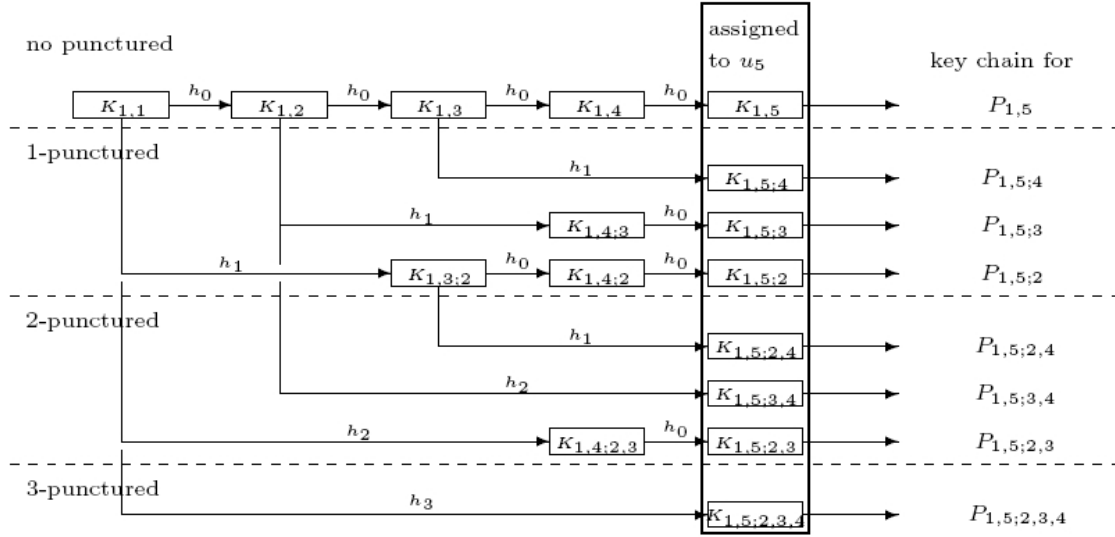 assigned
no punctured
to u5
key chain for
h0 h0 h0 h0
K1,1 K1,2 K1,3 K1,4 K1,5 P1,5
1-punctured
h1 K1,5;4 P1,5;4
h1 K1,4;3 h0 K1,5;3 P1,5;3
h1 K1,3;2 h0 K1,4;2 h0 K1,5;2 P1,5;2
2-punctured
h1 K1,5;2,4 P1,5;2,4
h2 K1,5;3,4 P1,5;3,4
h2 K1,4;2,3 h0 K1,5;2,3 P1,5;2,3
3-punctured
h3 K1,5;2,3,4 P1,5;2,3,4